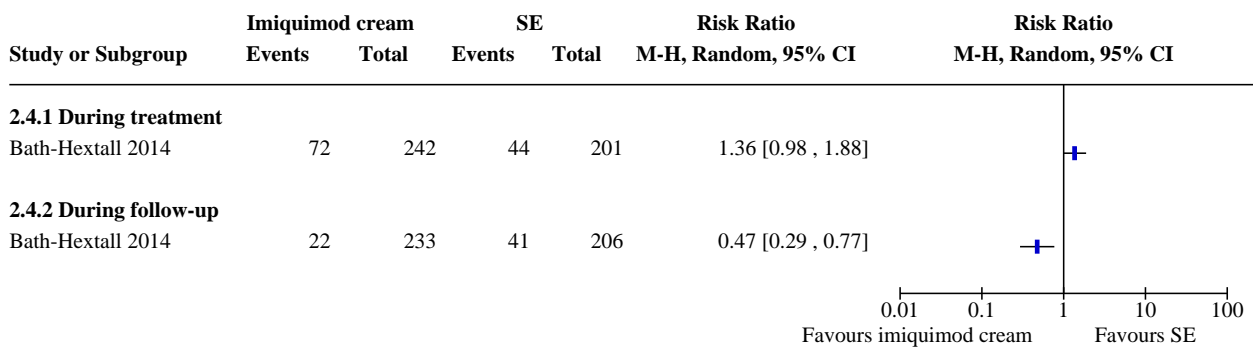 Imiquimod cream SE Risk Ratio Risk Ratio
Study or Subgroup Events Total Events Total M-H, Random, 95% CI M-H, Random, 95% CI
2.4.1 During treatment
Bath-Hextall 2014 72 242 44 201 1.36 [0.98 , 1.88]
2.4.2 During follow-up
Bath-Hextall 2014 22 233 41 206 0.47 [0.29 , 0.77]
0.01 0.1 1 10 100
Favours imiquimod cream Favours SE